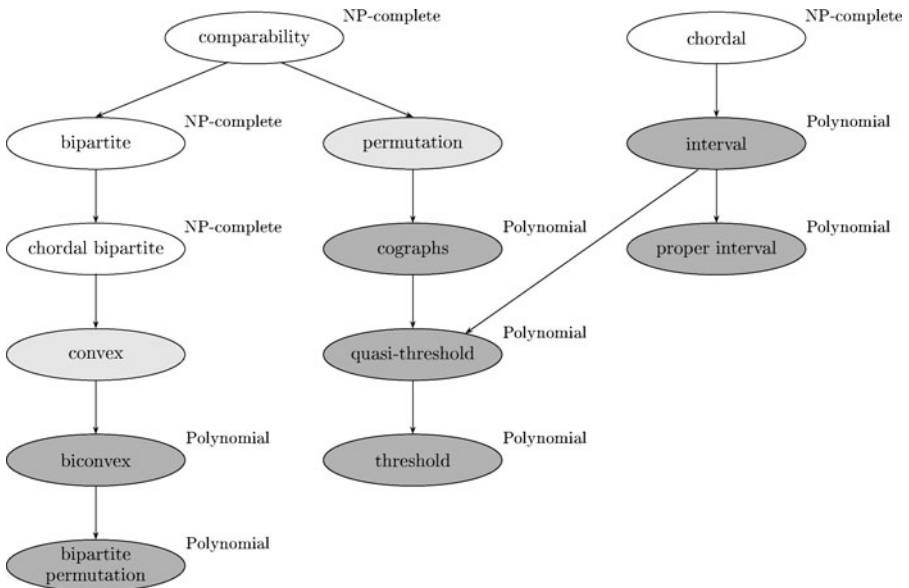 NP-complete
comparability
NP-complete
chordal
NP-complete
bipartite
permutation
Polynomial
interval
NP-complete
chordal bipartite
Polynomial
cographs
Polynomial
proper interval
convex
Polynomial
quasi-threshold
Polynomial
biconvex
Polynomial
threshold
Polynomial
bipartite
permutation